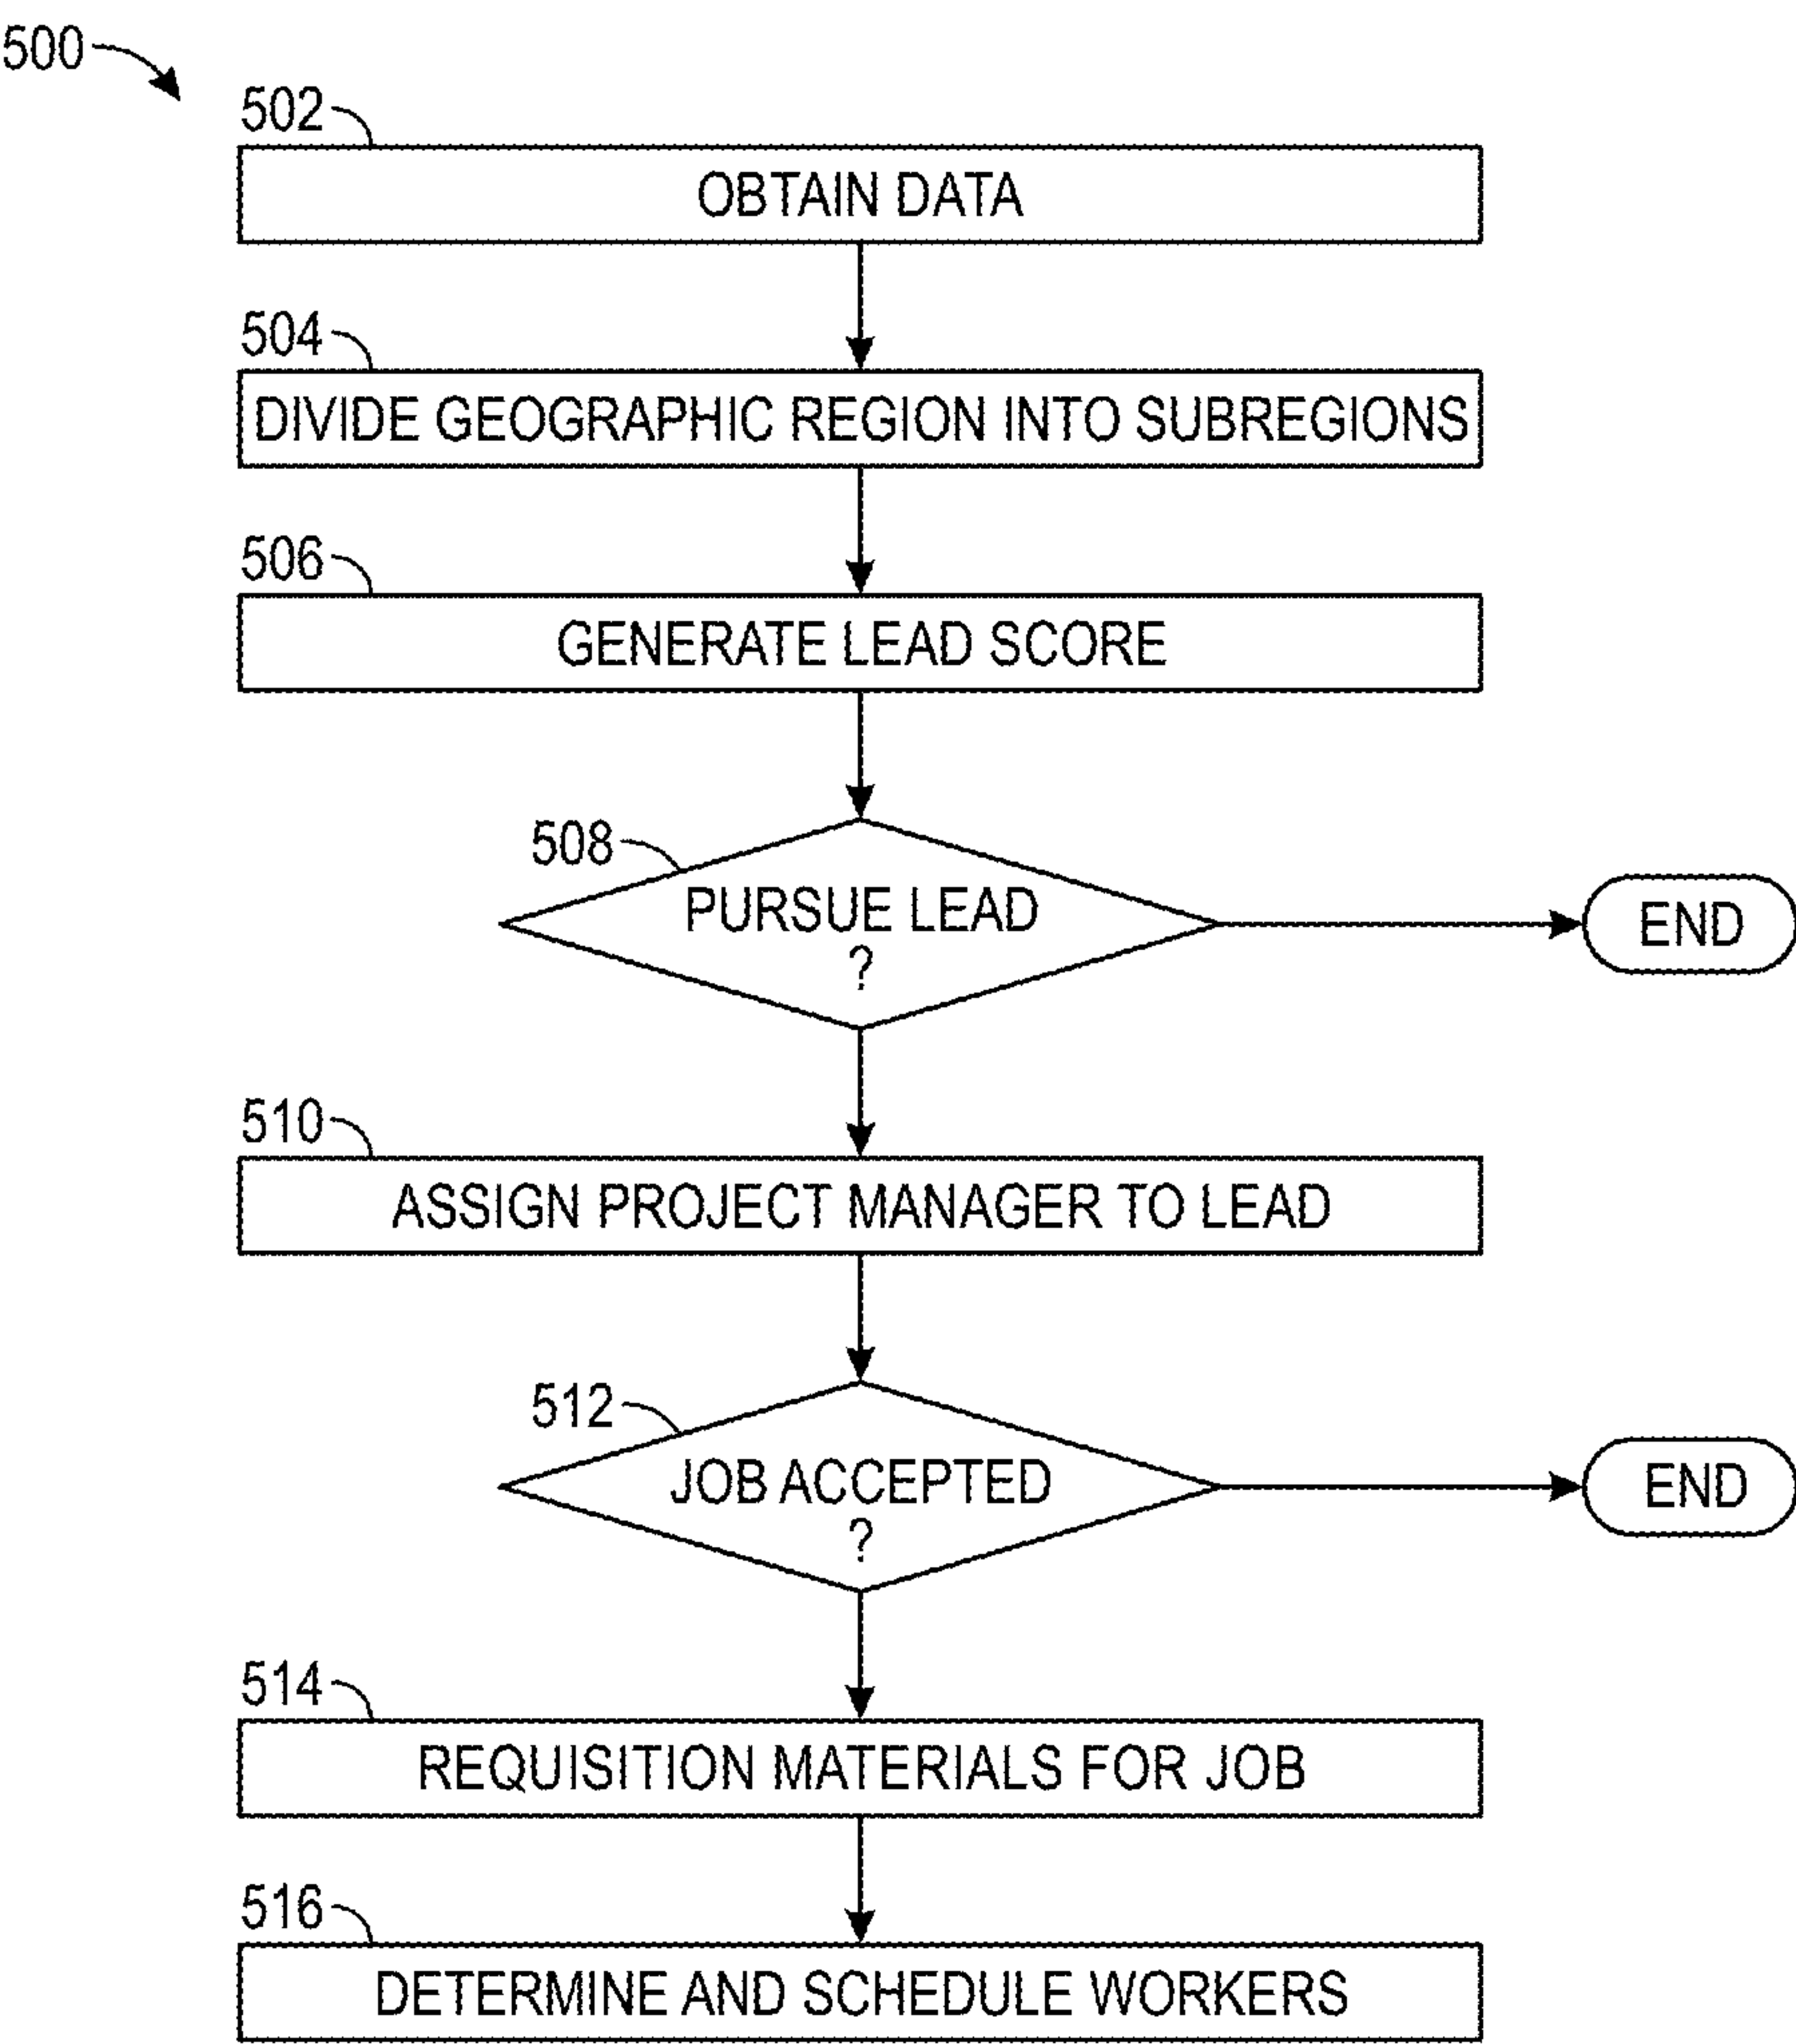 500
502
OBTAIN DATA
504
DIVIDE GEOGRAPHIC REGION INTO SUBREGIONS
506
GENERATE LEAD SCORE
508
PURSUE LEAD
?
END
510
ASSIGN PROJECT MANAGER TO LEAD
512
JOB ACCEPTED
?
END
514
REQUISITION MATERIALS FOR JOB
516
DETERMINE AND SCHEDULE WORKERS